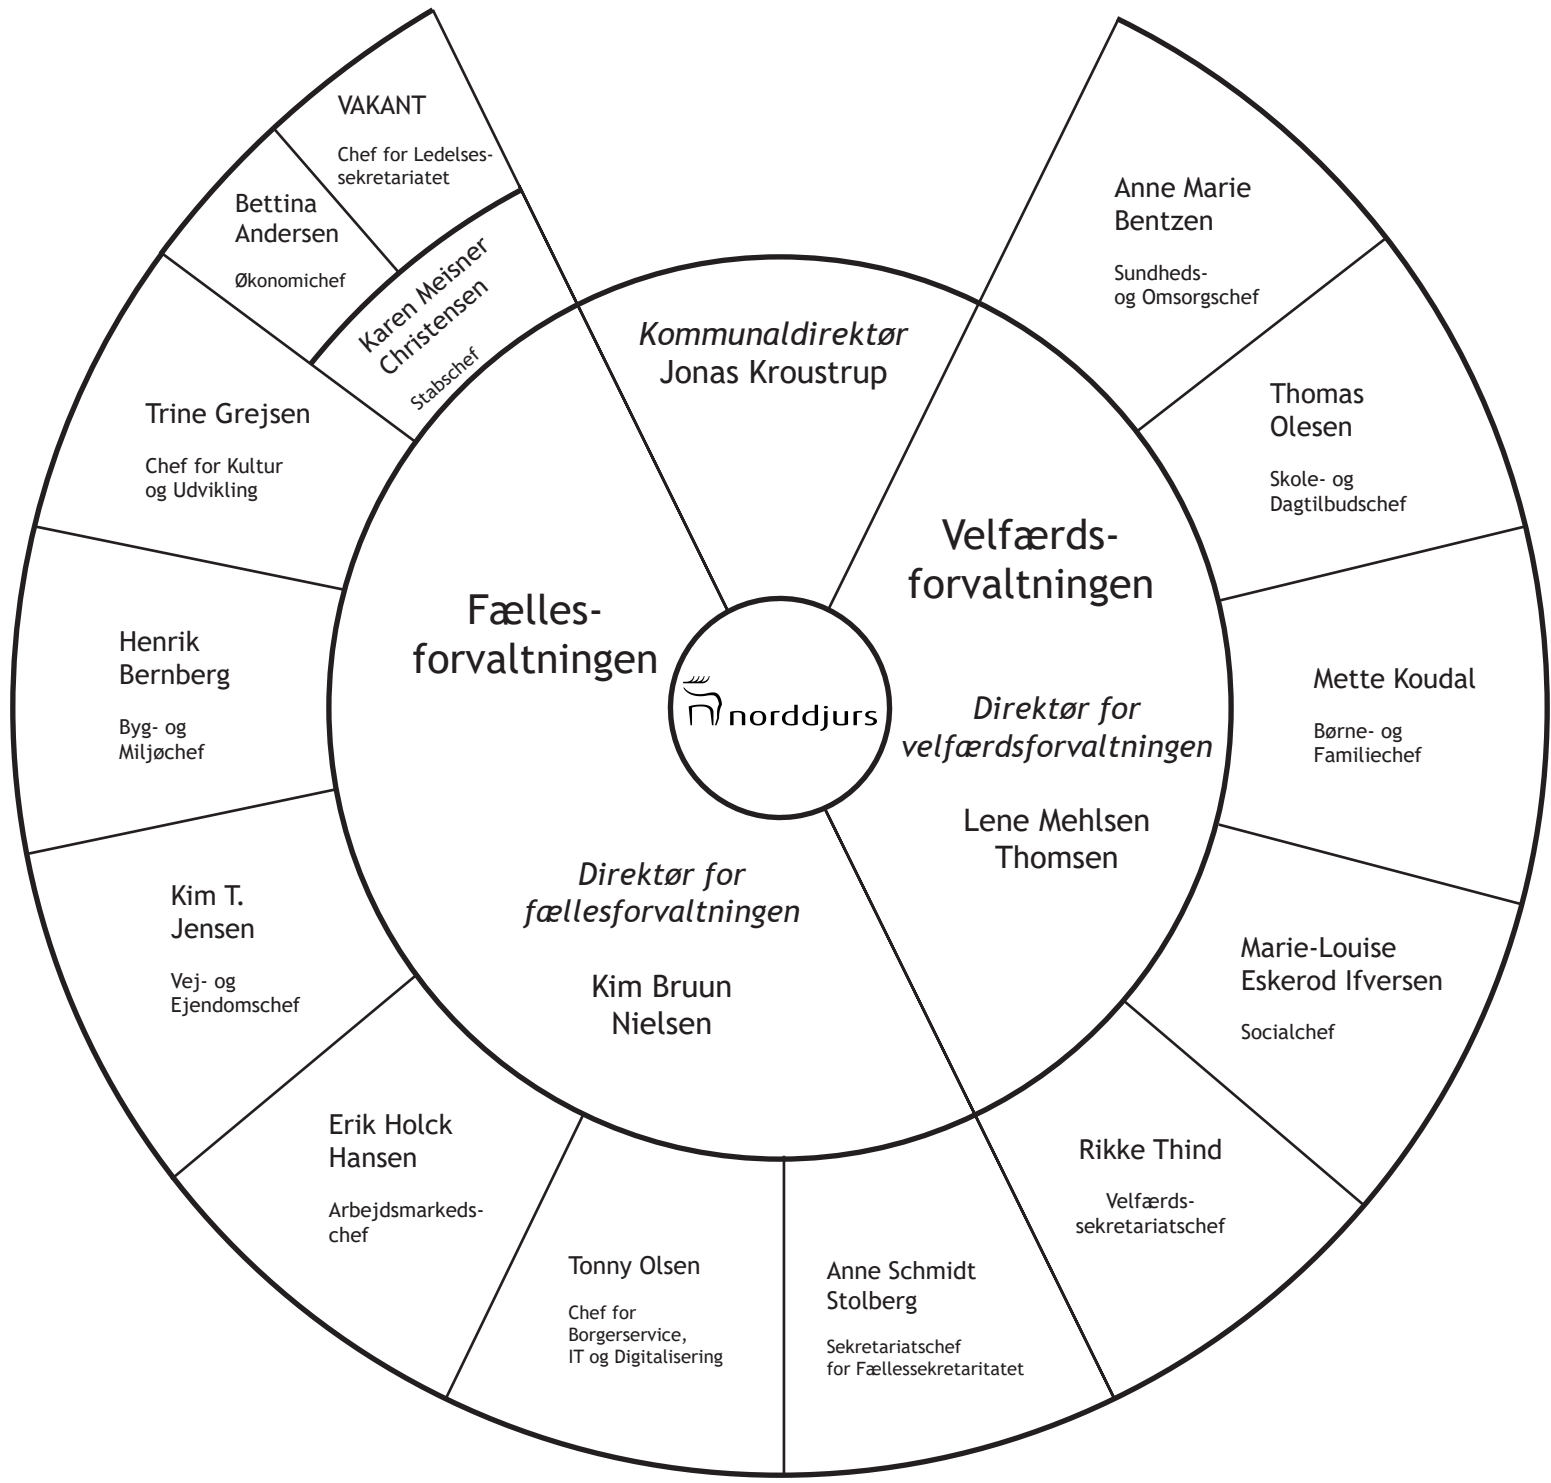 VAKANT
Chef for Ledelses-
sekretariatet
Bettina
Andersen
Økonomichef
Karen Meisner
Christensen
Stabschef
Trine Grejsen
Chef for Kultur
og Udvikling
Henrik
Bernberg
Byg- og
Miljøchef
Kim T.
Jensen
Vej- og
Ejendomschef
Erik Holck
Hansen
Arbejdsmarkeds-
chef
Tonny Olsen
Chef for
Borgerservice,
IT og Digitalisering
Anne Schmidt
Stolberg
Sekretariatschef
for Fællessekretaritatet
Fælles-
forvaltningen
Direktør for
fællesforvaltningen
Kim Bruun
Nielsen
norddjurs
Kommunaldirektør
Jonas Kroustrup
Velfærds-
forvaltningen
Direktør for
velfærdsforvaltningen
Lene Mehlsen
Thomsen
Anne Marie
Bentzen
Sundheds-
og Omsorgschef
Thomas
Olesen
Skole- og
Dagtilbudschef
Mette Koudal
Børne- og
Familiechef
Marie-Louise
Eskerod Ifversen
Socialchef
Rikke Thind
Velfærds-
sekretariatschef